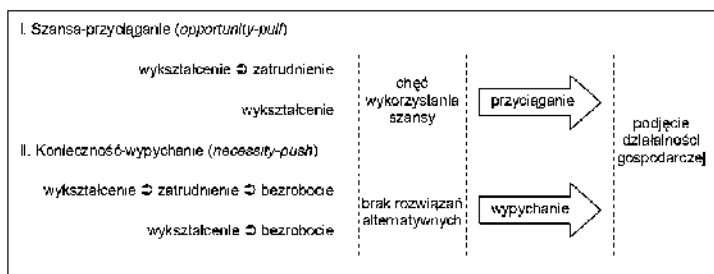 I. Szansa-przyciąganie (opportunity-pull)
wykształcenie ➲ zatrudnienie
wykształcenie
chęć
wykorzystania
szansy
przyciąganie
II. Konieczność-wypychanie (necessity-push)
wykształcenie ➲ zatrudnienie ➲ bezrobocie
wykształcenie ➲ bezrobocie
brak rozwiązań
alternatywnych
wypychanie
podjęcie
działalności
gospodarczej